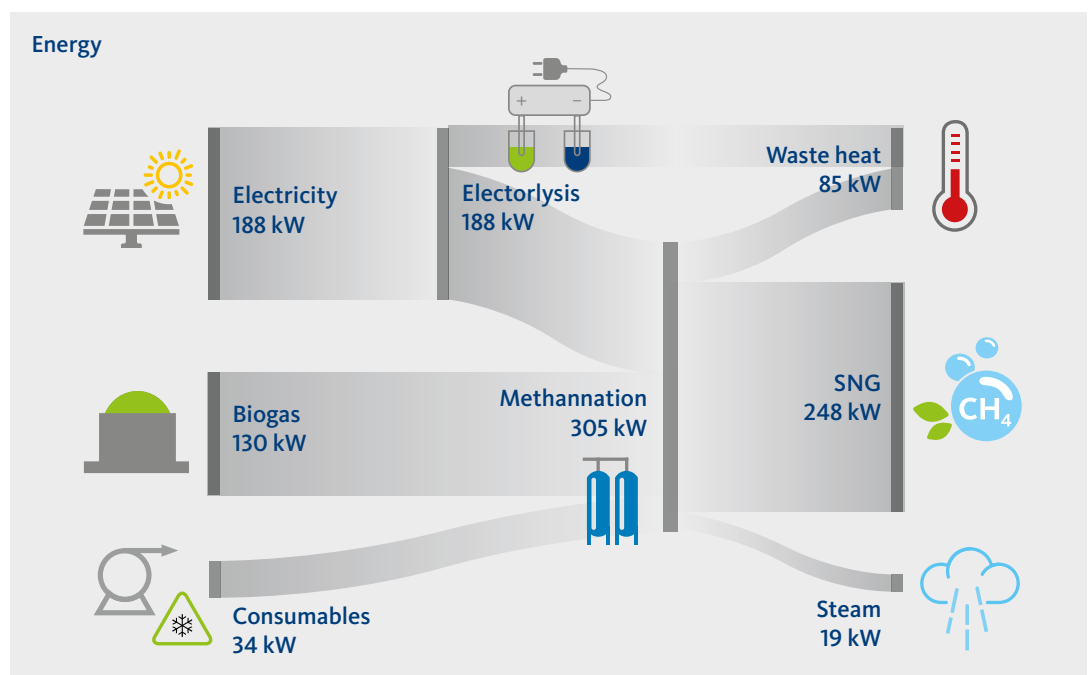 Energy
+ −
Electricity
188 kW
Electorlysis
188 kW
Waste heat
85 kW
Biogas
130 kW
Methannation
305 kW
SNG
248 kW
CH₄
Consumables
34 kW
Steam
19 kW